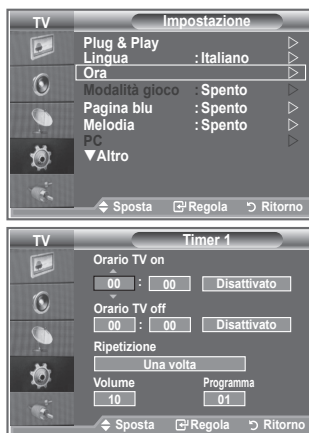 TV Impostazione
Plug & Play
Lingua : Italiano
Ora
Modalità gioco : Spento
Pagina blu : Spento
Melodia : Spento
PC
▼Altro
Sposta Regola Ritorno
TV Timer 1
Orario TV on
00 : 00 Disattivato
Orario TV off
00 : 00 Disattivato
Ripetizione
Una volta
Volume Programma
10 01
Sposta Regola Ritorno